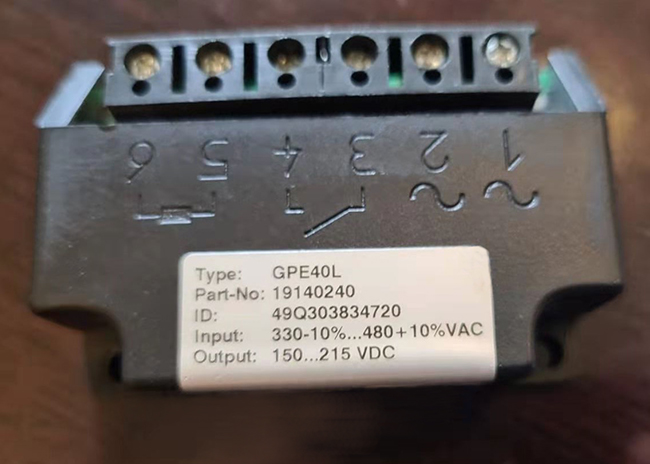 6 5 4 3 2 1
Type: GPE40L
Part-No: 19140240
ID: 49Q303834720
Input: 330-10%...480+10%VAC
Output: 150...215 VDC